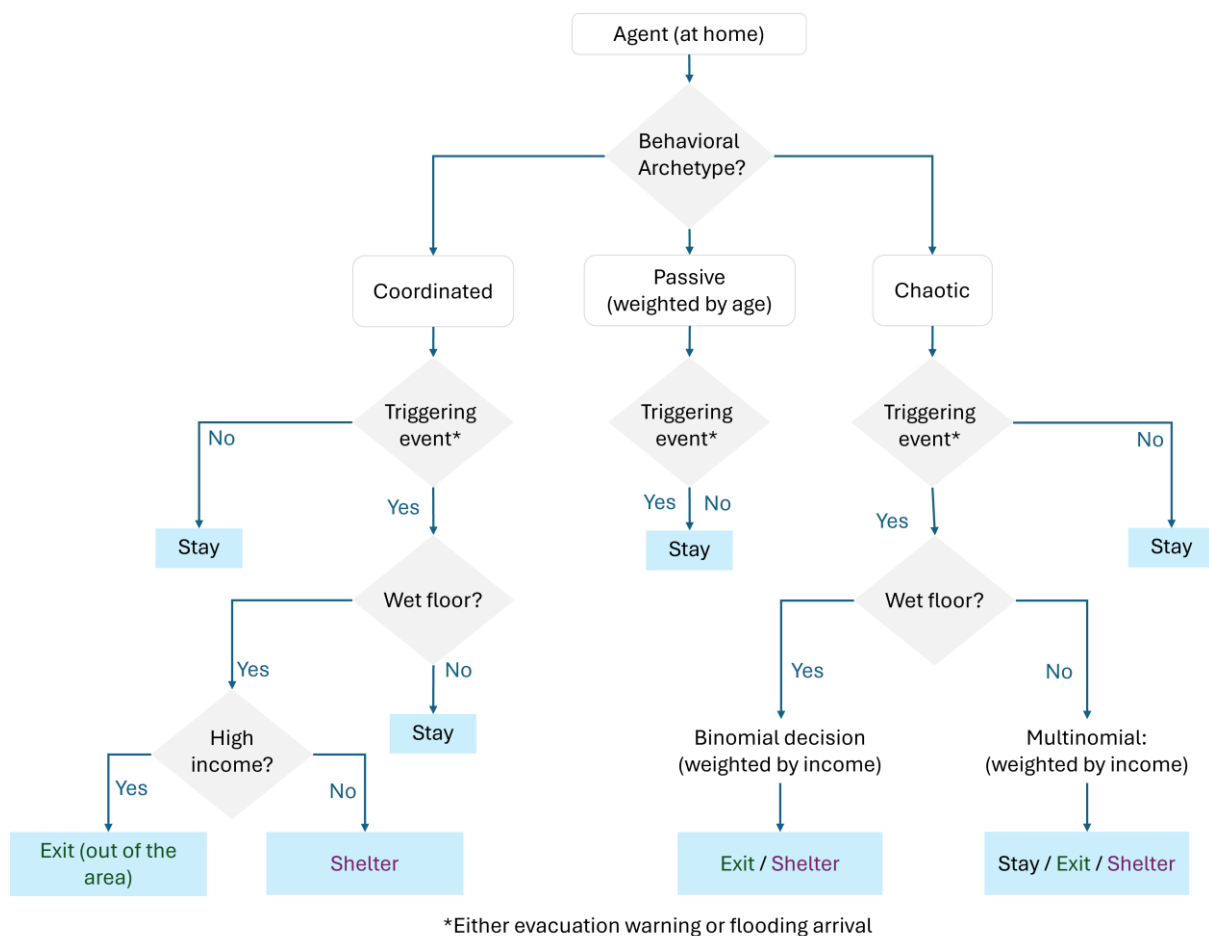 Agent (at home)
Behavioral
Archetype?
Coordinated
Passive
(weighted by age)
Chaotic
Triggering
event*
Triggering
event*
Triggering
event*
No
Yes
Yes
No
Yes
No
Stay
Stay
Stay
Wet floor?
Wet floor?
Yes
No
Yes
No
Stay
High
income?
Binomial decision
(weighted by income)
Multinomial:
(weighted by income)
Yes
No
Exit (out of the
area)
Shelter
Exit / Shelter
Stay / Exit / Shelter
*Either evacuation warning or flooding arrival